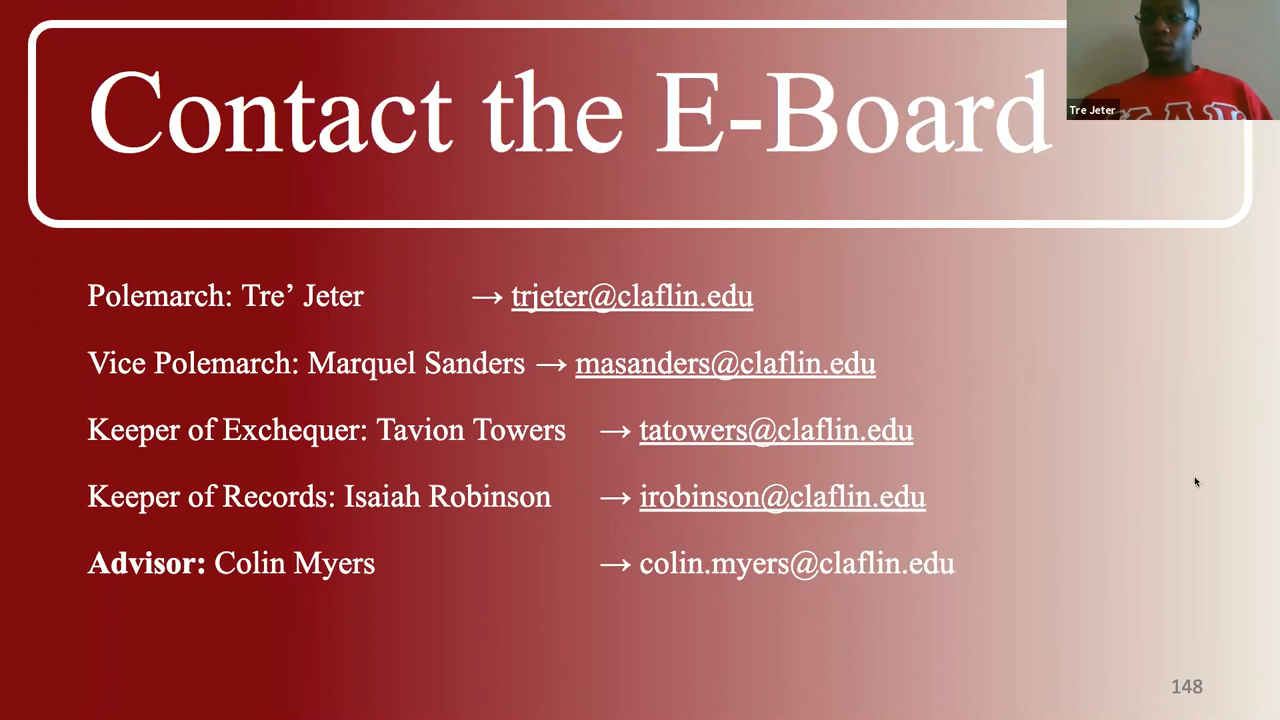 Contact the E-Board
Tre Jeter
Polemarch: Tre’ Jeter → trjeter@claflin.edu
Vice Polemarch: Marquel Sanders → masanders@claflin.edu
Keeper of Exchequer: Tavion Towers → tatowers@claflin.edu
Keeper of Records: Isaiah Robinson → irobinson@claflin.edu
Advisor: Colin Myers → colin.myers@claflin.edu
148